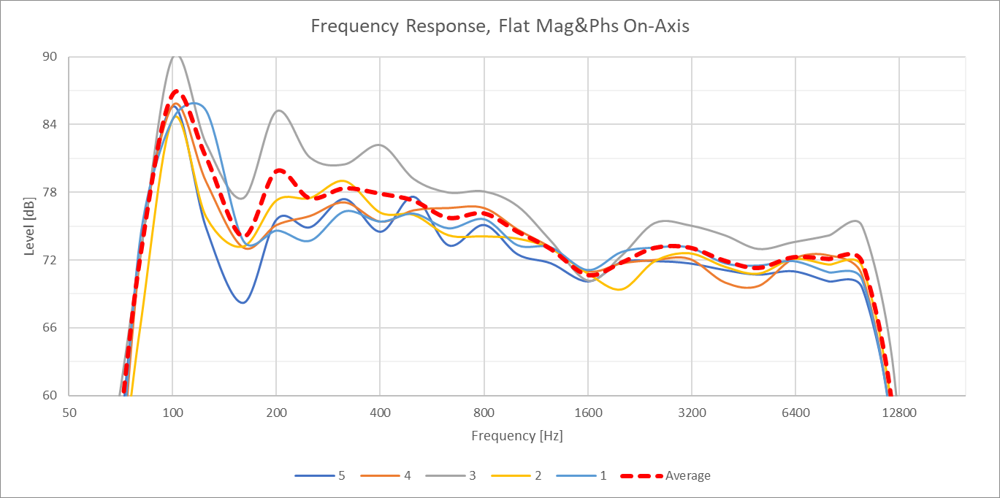 Frequency Response, Flat Mag&Phs On-Axis
90
84
78
72
66
60
Level [dB]
50 100 200 400 800 1600 3200 6400 12800
Frequency [Hz]
5 4 3 2 1 Average